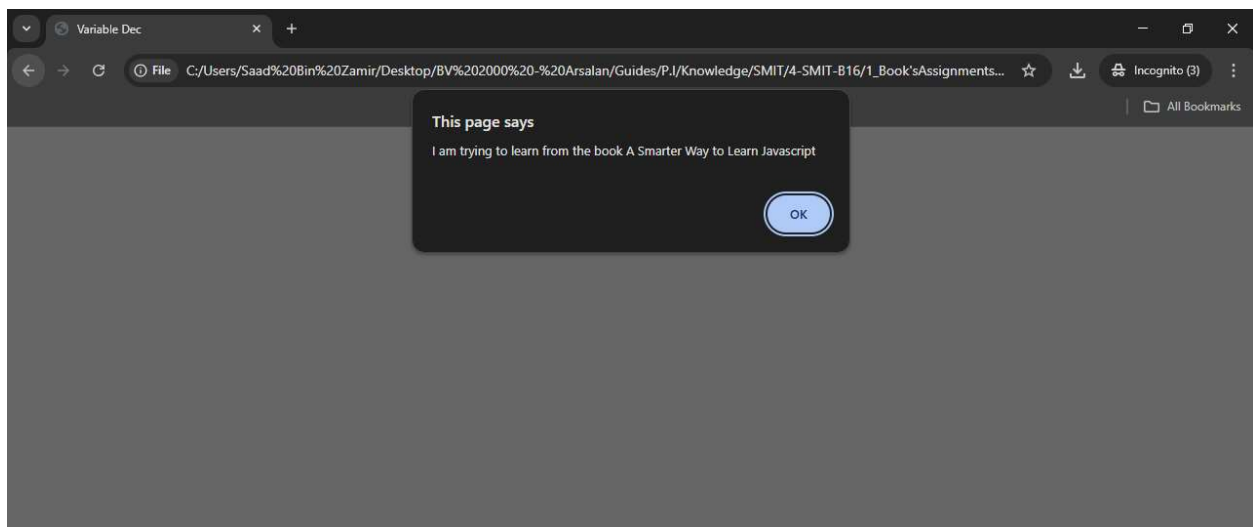 Variable Dec
File C:/Users/Saad%20Bin%20Zamir/Desktop/BV%202000%20-%20Arsalan/Guides/P.I/Knowledge/SMIT/4-SMIT-B16/1_Book'sAssignments... Incognito (3)
All Bookmarks
This page says
I am trying to learn from the book A Smarter Way to Learn Javascript
OK